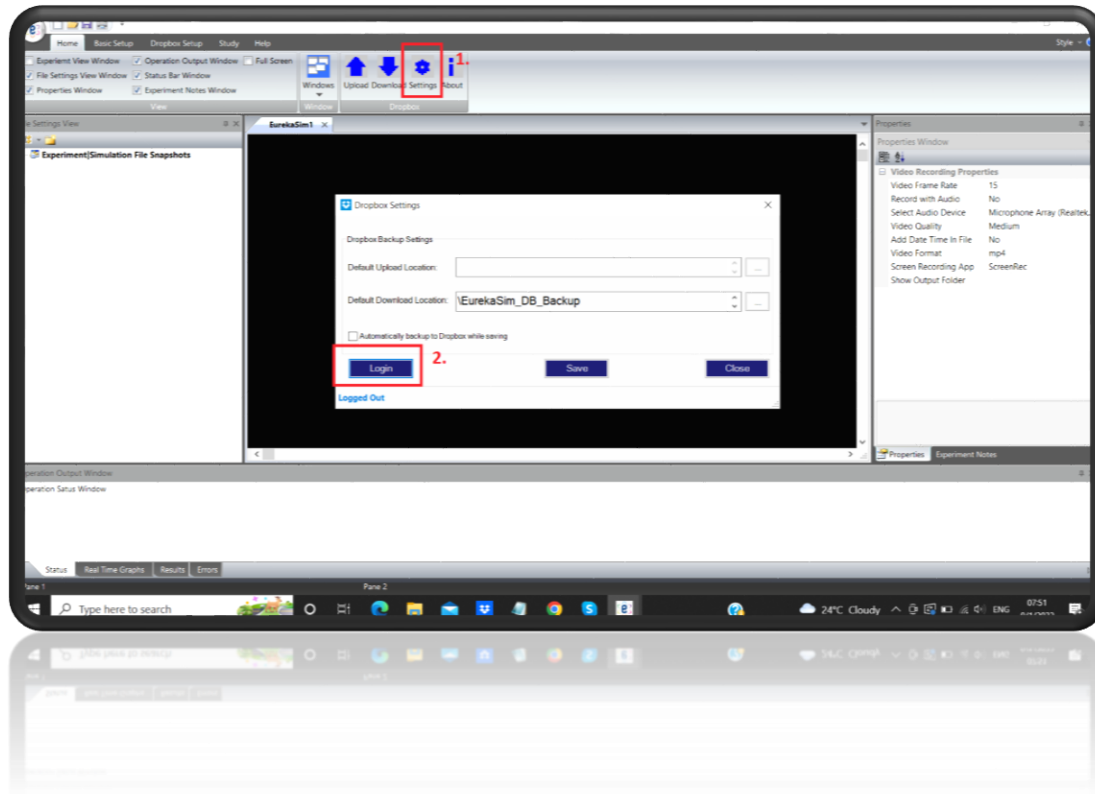 Home Basic Setup Dropbox Setup Study Help Style
Experient View Window Operation Output Window Full Screen
File Settings View Window Status Bar Window
Properties Window Experiment Notes Window
Windows Upload Download Settings About
1.
View Window Dropbox
e Settings View
EurekaSim1
Properties
Experiment|Simulation File Snapshots
Properties Window
Video Recording Properties
Video Frame Rate 15
Record with Audio No
Select Audio Device Microphone Array (Realtek
Video Quality Medium
Add Date Time In File No
Video Format mp4
Screen Recording App ScreenRec
Show Output Folder
Dropbox Settings
Dropbox Backup Settings
Default Upload Location:
Default Download Location: \EurekaSim_DB_Backup
Automatically backup to Dropbox while saving
2.
Login Save Close
Logged Out
Properties Experiment Notes
peration Output Window
peration Satus Window
Status Real Time Graphs Results Errors
Pane 1 Pane 2
Type here to search
24°C Cloudy ENG 07:51